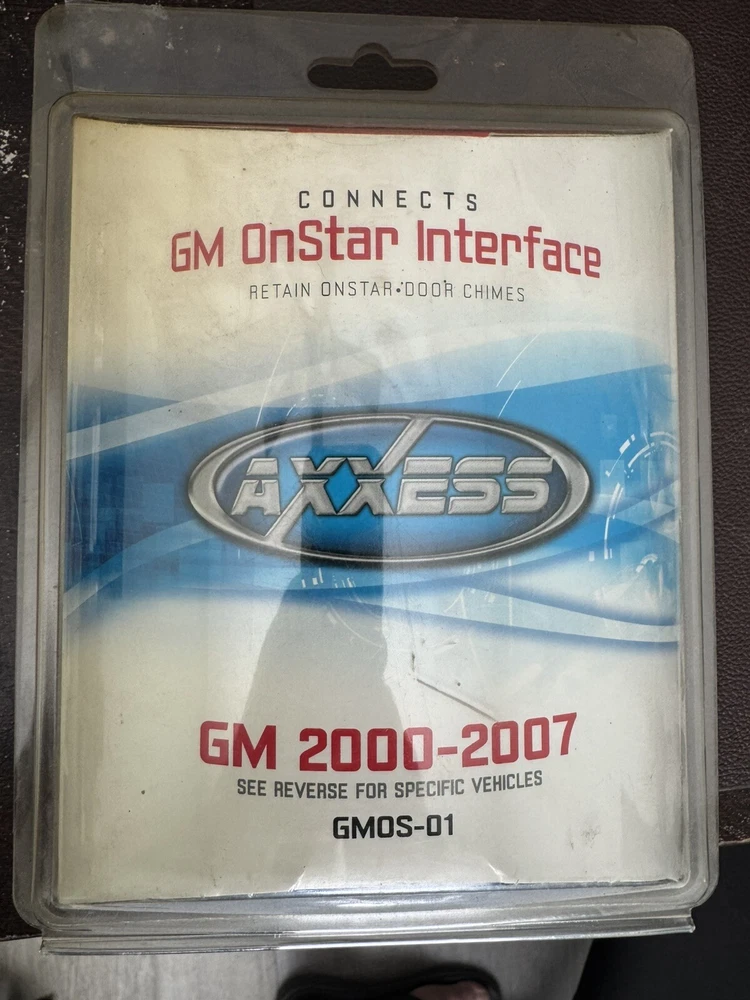 CONNECTS
GM OnStar Interface
RETAIN ONSTAR•DOOR CHIMES
AXXESS
GM 2000-2007
SEE REVERSE FOR SPECIFIC VEHICLES
GMOS-01